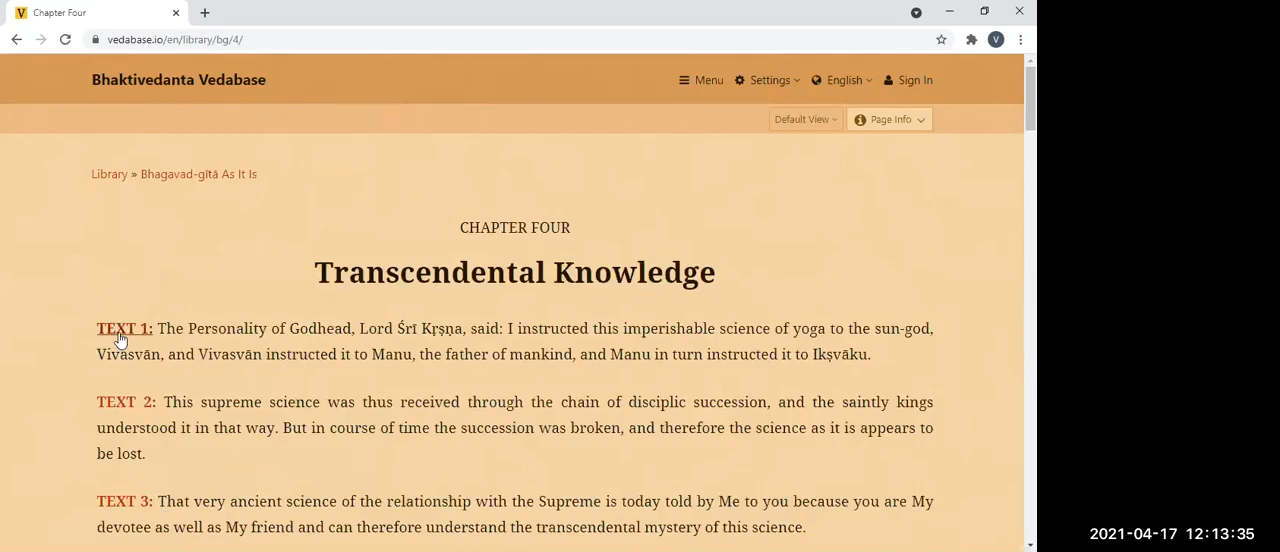 Chapter Four
vedabase.io/en/library/bg/4/
V
Bhaktivedanta Vedabase
Menu Settings English Sign In
Default View Page Info
Library » Bhagavad-gītā As It Is
CHAPTER FOUR
Transcendental Knowledge
TEXT 1: The Personality of Godhead, Lord Śrī Kṛṣṇa, said: I instructed this imperishable science of yoga to the sun-god,
Vivasvān, and Vivasvān instructed it to Manu, the father of mankind, and Manu in turn instructed it to Ikṣvāku.
TEXT 2: This supreme science was thus received through the chain of disciplic succession, and the saintly kings
understood it in that way. But in course of time the succession was broken, and therefore the science as it is appears to
be lost.
TEXT 3: That very ancient science of the relationship with the Supreme is today told by Me to you because you are My
devotee as well as My friend and can therefore understand the transcendental mystery of this science.
2021-04-17 12:13:35